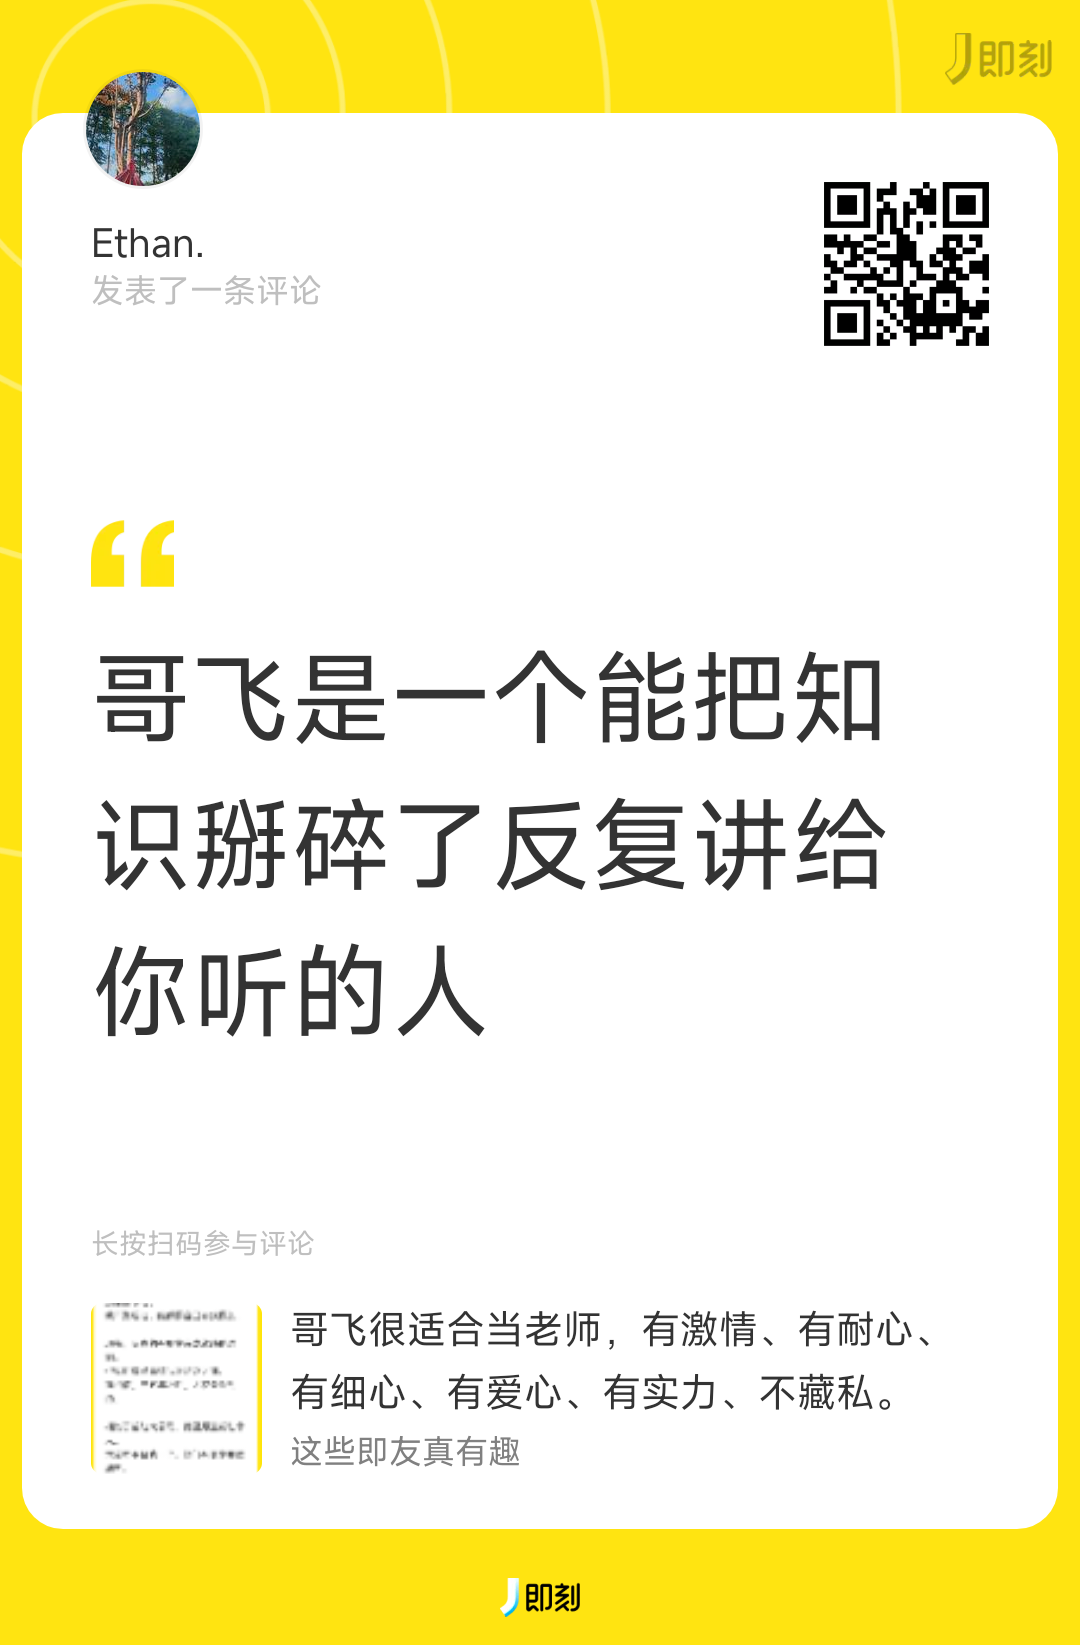 即刻
Ethan.
发表了一条评论
哥飞是一个能把知
识掰碎了反复讲给
你听的人
长按扫码参与评论
哥飞很适合当老师，有激情、有耐心、
有细心、有爱心、有实力、不藏私。
这些即友真有趣
即刻